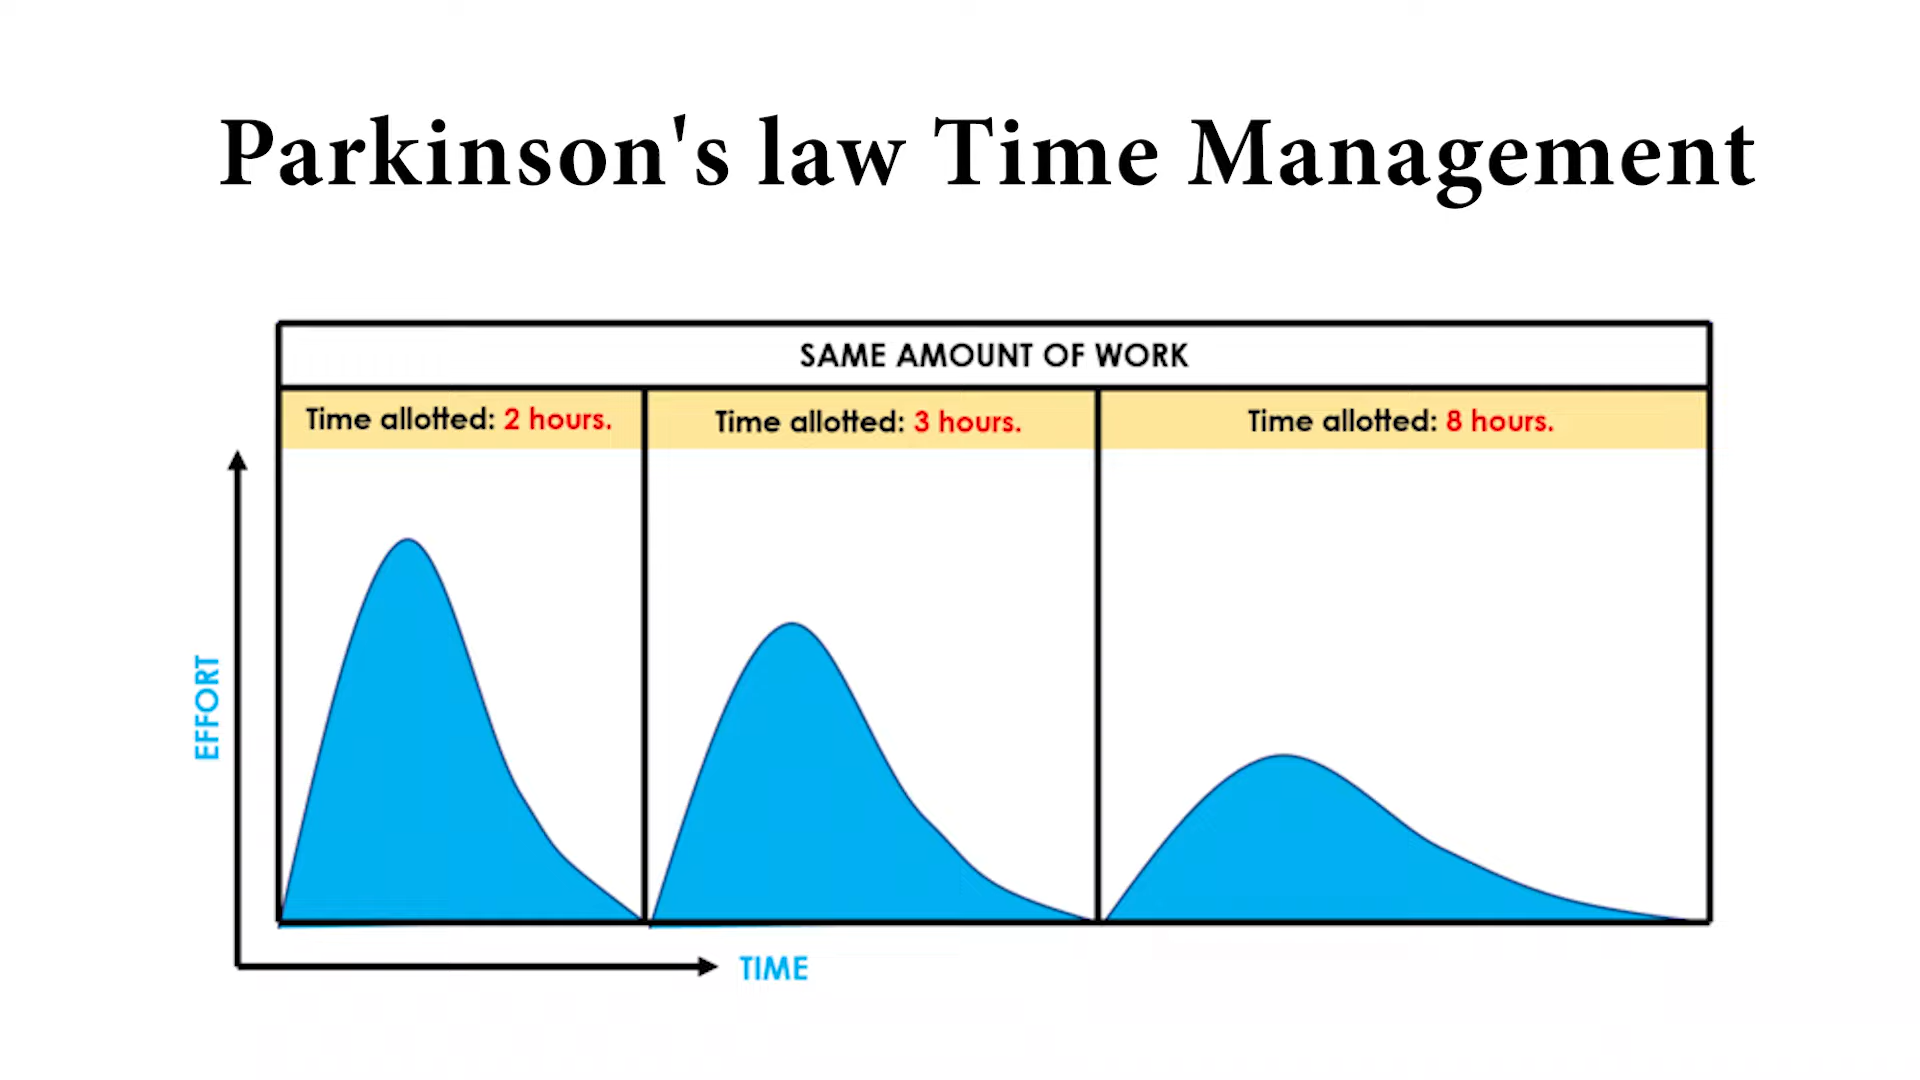 Parkinson's law Time Management
SAME AMOUNT OF WORK
Time allotted: 2 hours.
Time allotted: 3 hours.
Time allotted: 8 hours.
EFFORT
TIME